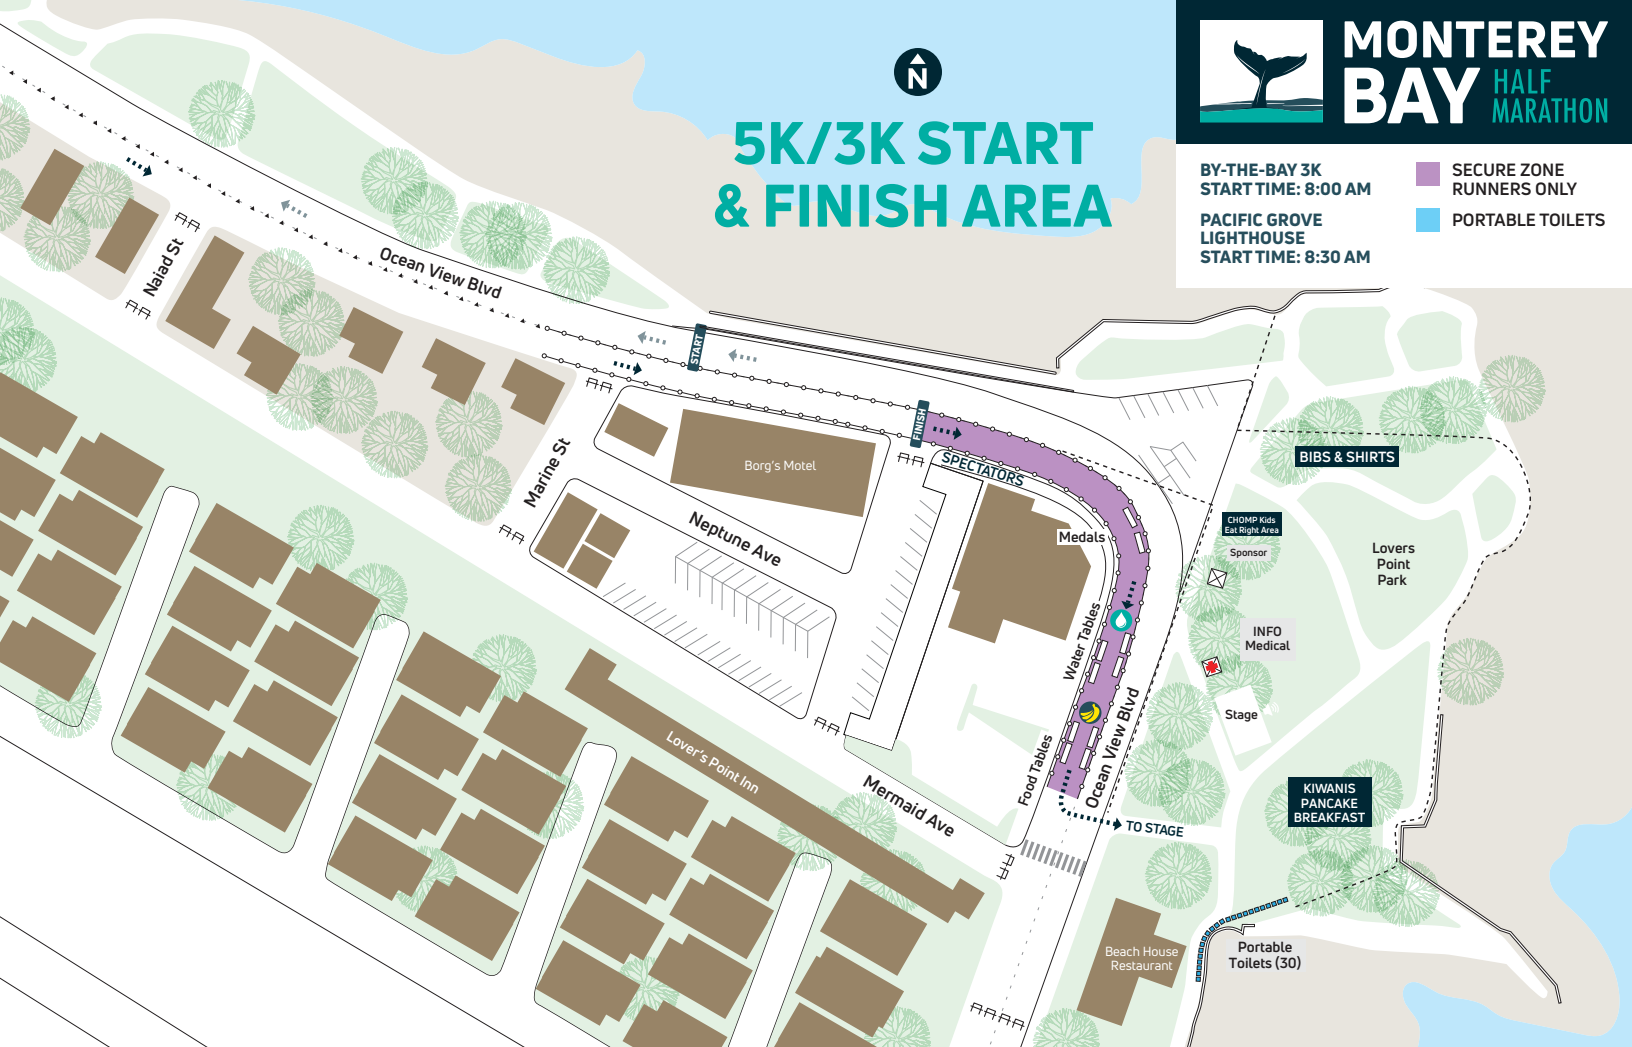 MONTEREY
BAY HALF
MARATHON
N
5K/3K START
& FINISH AREA
BY-THE-BAY 3K
START TIME: 8:00 AM
PACIFIC GROVE
LIGHTHOUSE
START TIME: 8:30 AM
SECURE ZONE
RUNNERS ONLY
PORTABLE TOILETS
Naiad St
Ocean View Blvd
START
FINISH
SPECTATORS
Borg's Motel
Marine St
Neptune Ave
BIBS & SHIRTS
CHOMP Kids
Eat Right Area
Sponsor
Medals
Lovers
Point
Park
Water Tables
INFO
Medical
Stage
Ocean View Blvd
Food Tables
Lover's Point Inn
Mermaid Ave
KIWANIS
PANCAKE
BREAKFAST
TO STAGE
Beach House
Restaurant
Portable
Toilets (30)